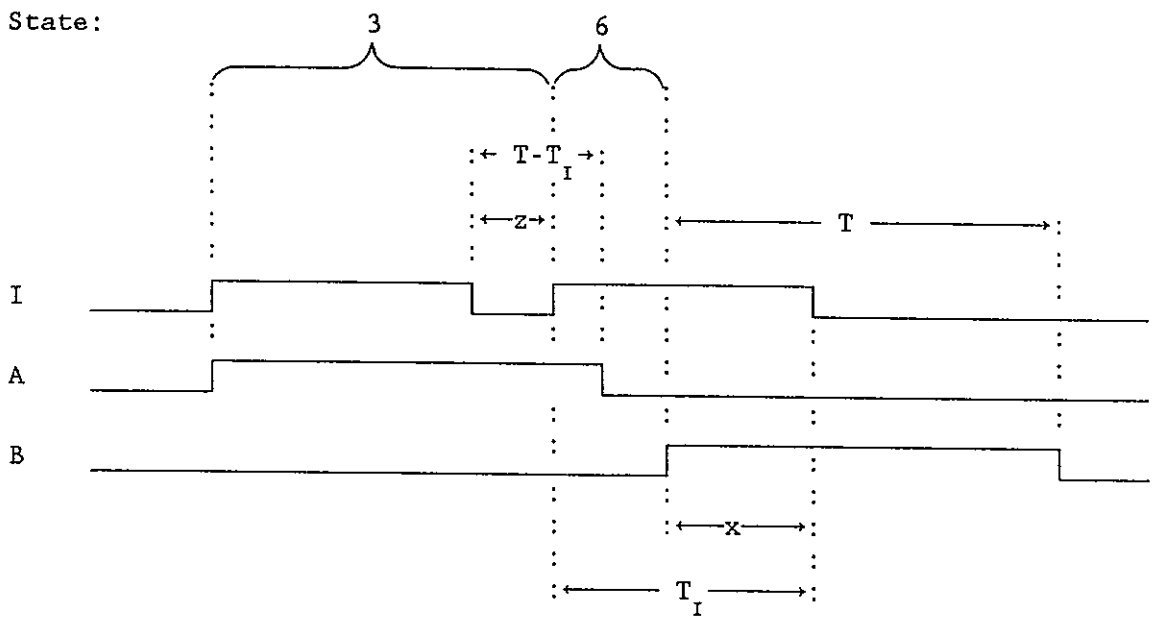 State:
3
6
← T-T_I →
←z→
← T →
I
A
B
←x→
← T_I →